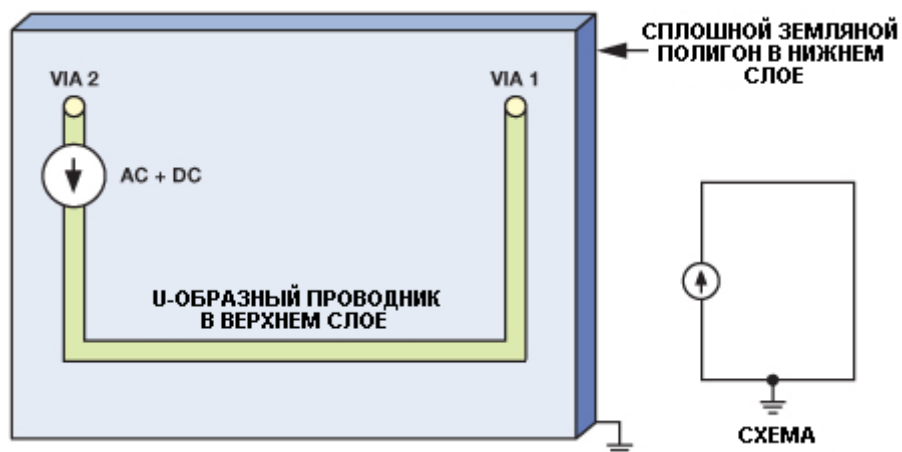 СПЛОШНОЙ ЗЕМЛЯНОЙ
ПОЛИГОН В НИЖНЕМ
СЛОЕ
VIA 2
VIA 1
AC + DC
U-ОБРАЗНЫЙ ПРОВОДНИК
В ВЕРХНЕМ СЛОЕ
СХЕМА